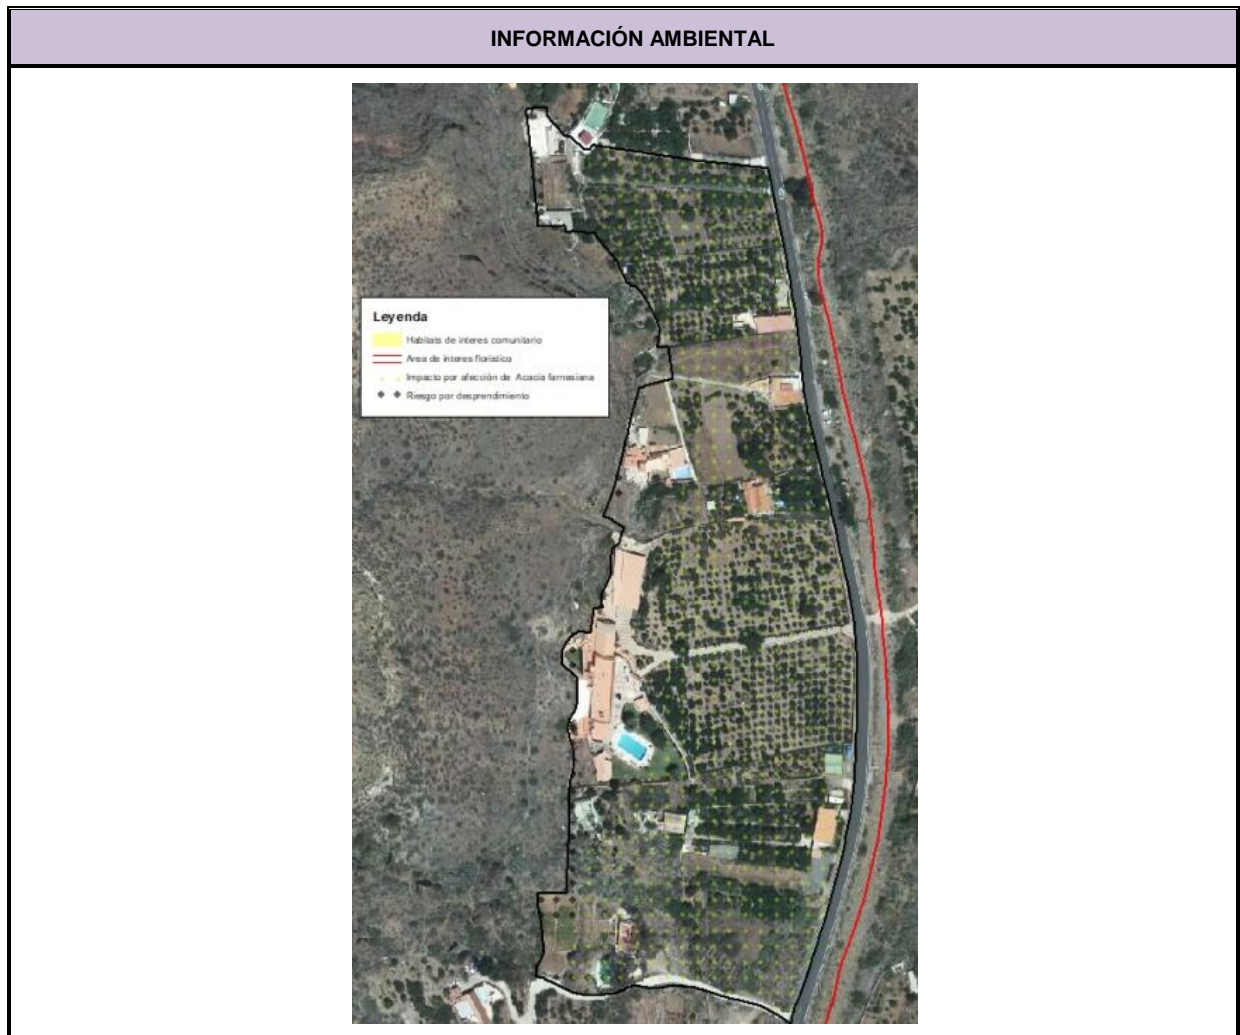 INFORMACIÓN AMBIENTAL
Leyenda
Habitats de interes comunitario
Area de interes floristico
Impacto por afección de Acacia farnesiana
Riesgo por desprendimiento